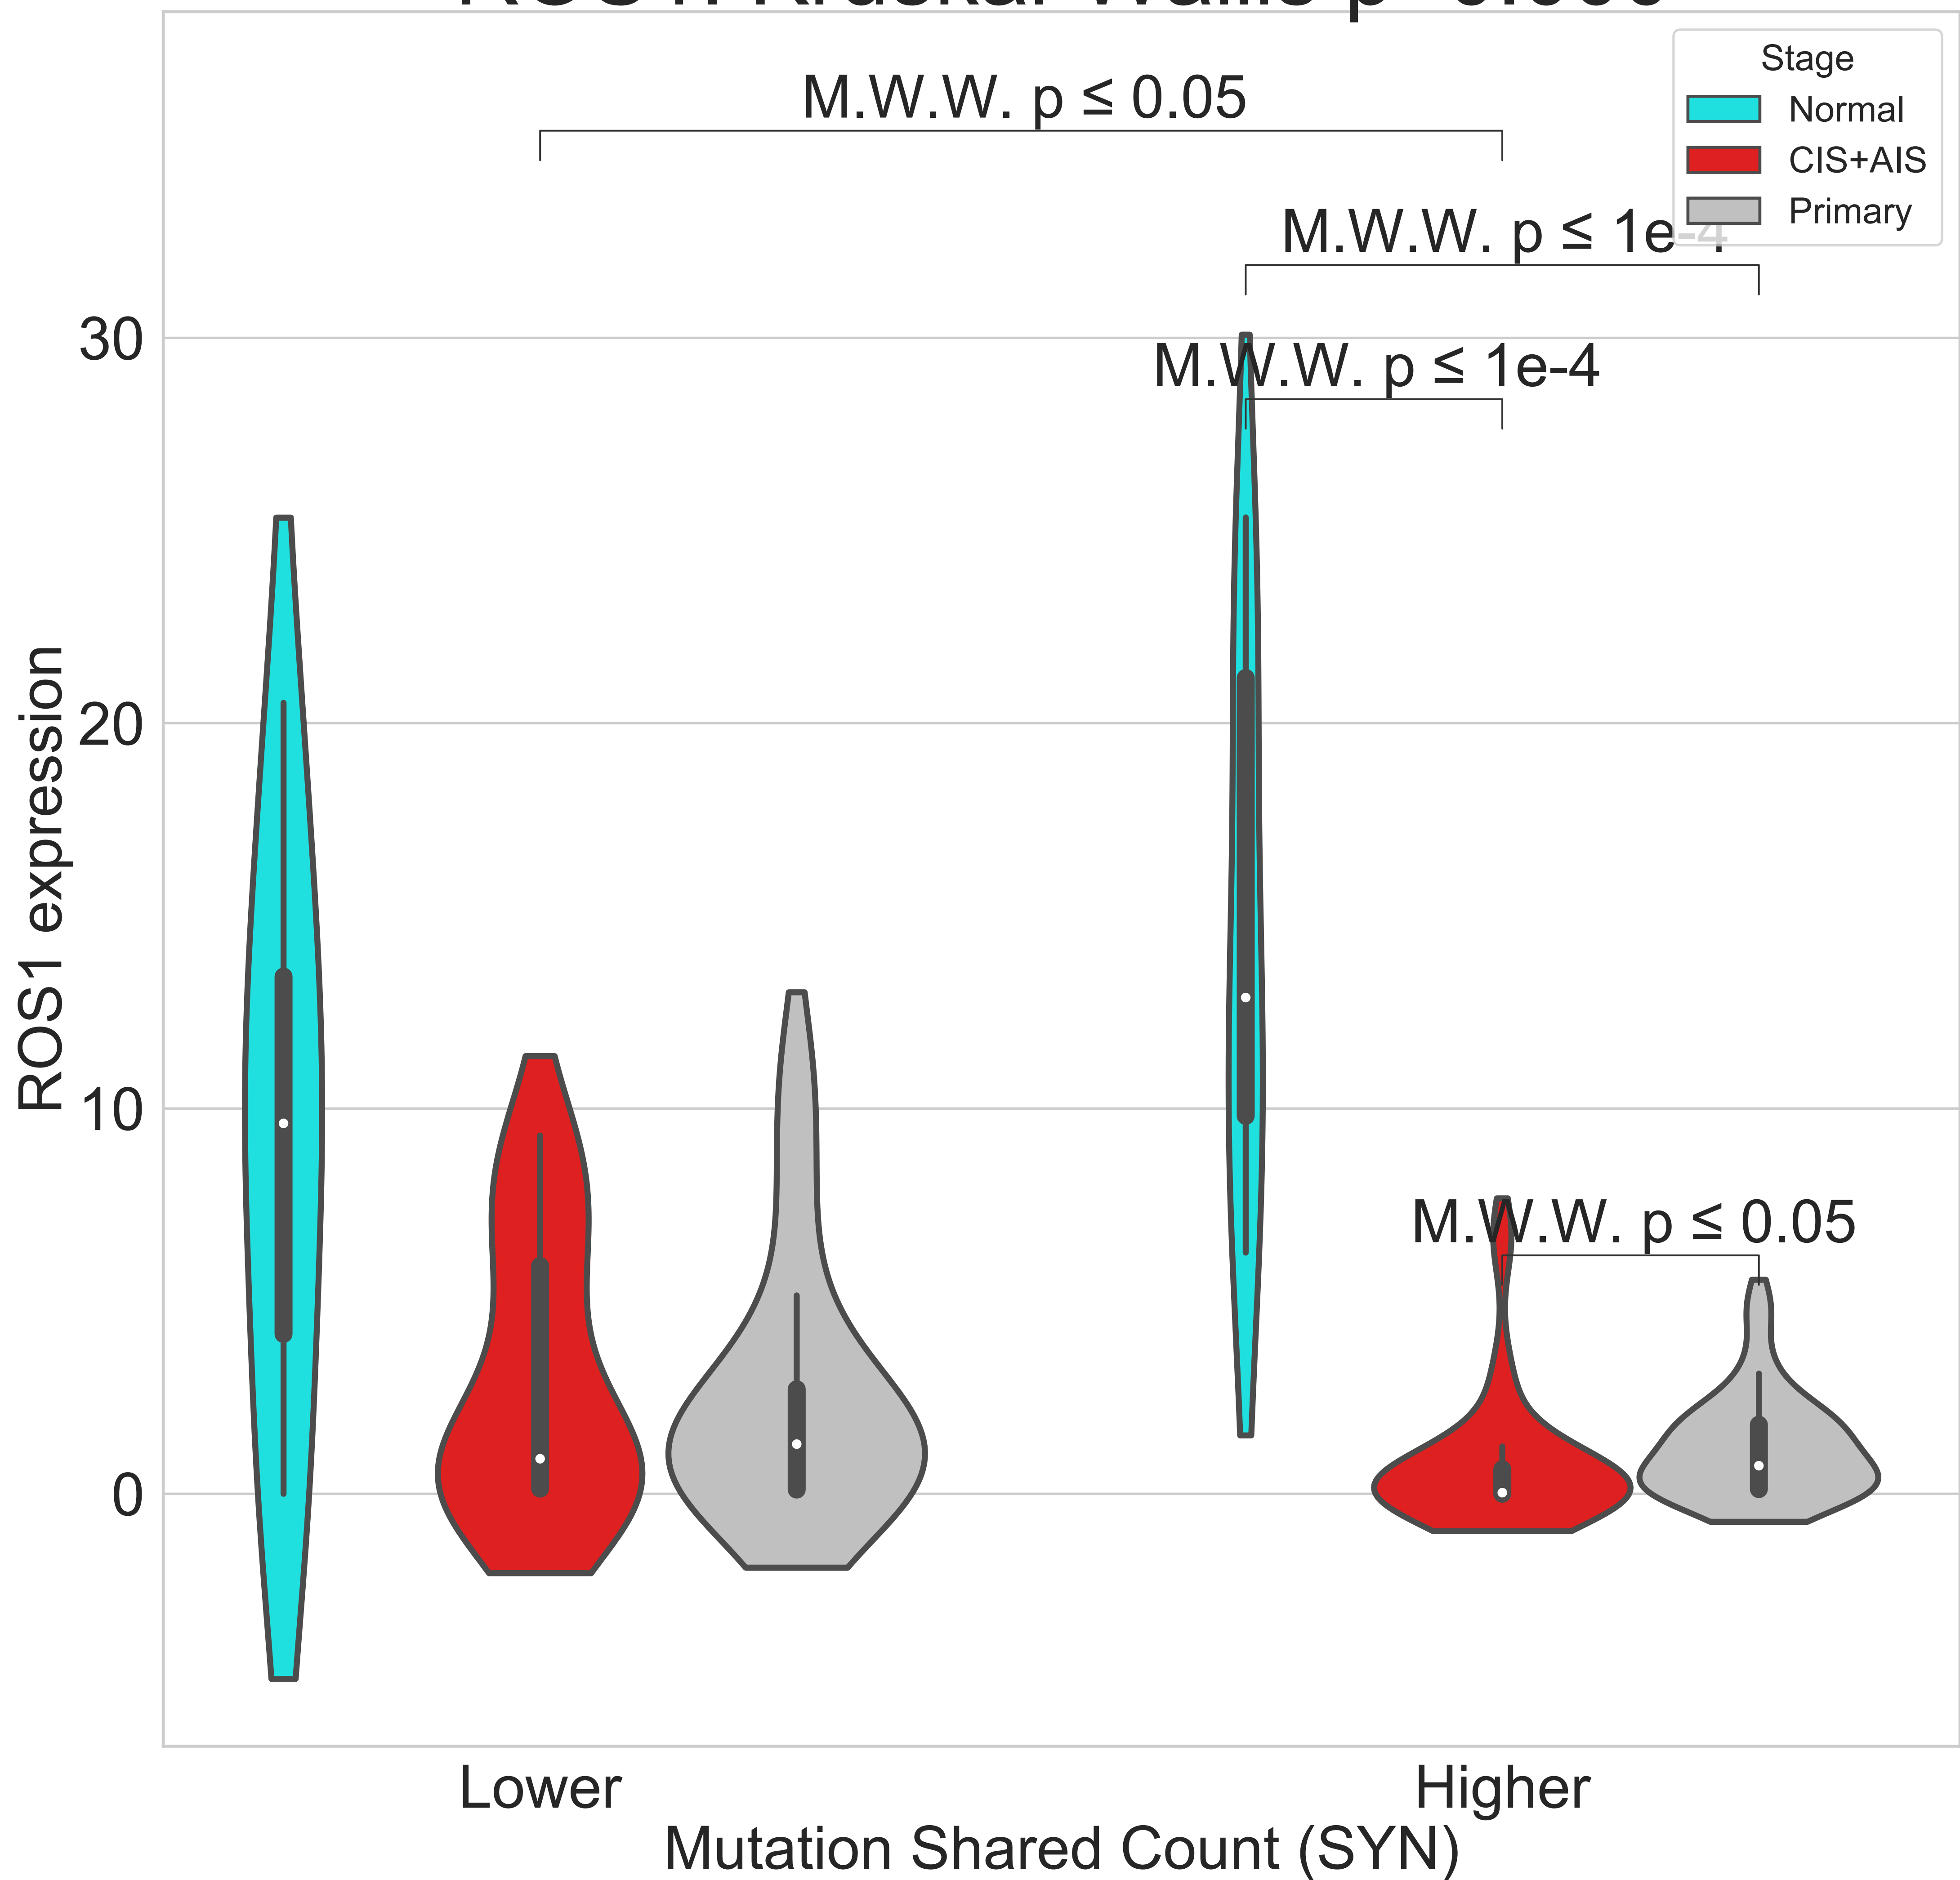 Stage
Normal
CIS+AIS
Primary
M.W.W. p ≤ 0.05
M.W.W. p ≤ 1e-4
M.W.W. p ≤ 1e-4
M.W.W. p ≤ 0.05
30
20
10
0
ROS1 expression
Lower
Higher
Mutation Shared Count (SYN)